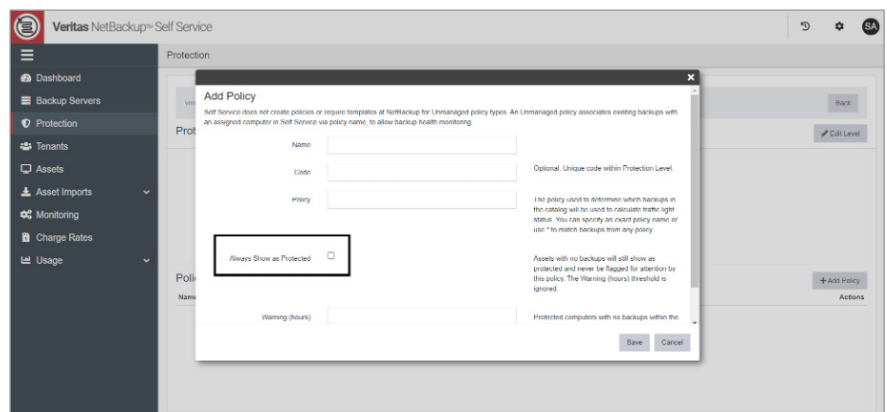 Veritas NetBackup™ Self Service
SA
Protection
Dashboard
Backup Servers
Protection
Tenants
Assets
Asset Imports
Monitoring
Charge Rates
Usage
Back
Edit Level
Add Policy
Self Service does not create policies or require templates at NetBackup for Unmanaged policy types. An Unmanaged policy associates existing backups with
an assigned computer in Self Service via policy name, to allow backup health monitoring.
Name
Code
Optional. Unique code within Protection Level.
Policy
The policy used to determine which backups in
the catalog will be used to calculate traffic light
status. You can specify an exact policy name or
use * to match backups from any policy
Always Show as Protected
Assets with no backups will still show as
protected and never be flagged for attention by
this policy. The Warning (hours) threshold is
ignored.
Warning (hours)
Protected computers with no backups within the
Save
Cancel
+ Add Policy
Actions